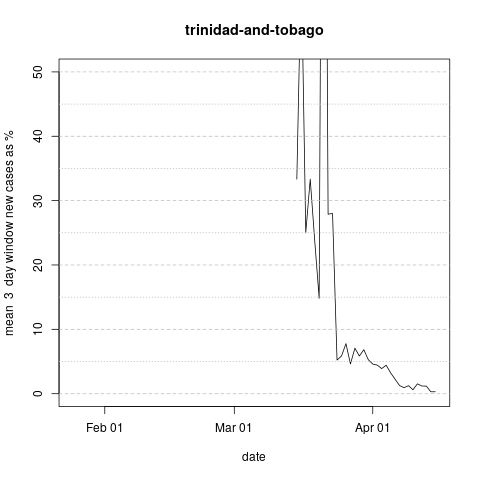 trinidad-and-tobago
mean 3 day window new cases as %
50
40
30
20
10
0
Feb 01
Mar 01
Apr 01
date